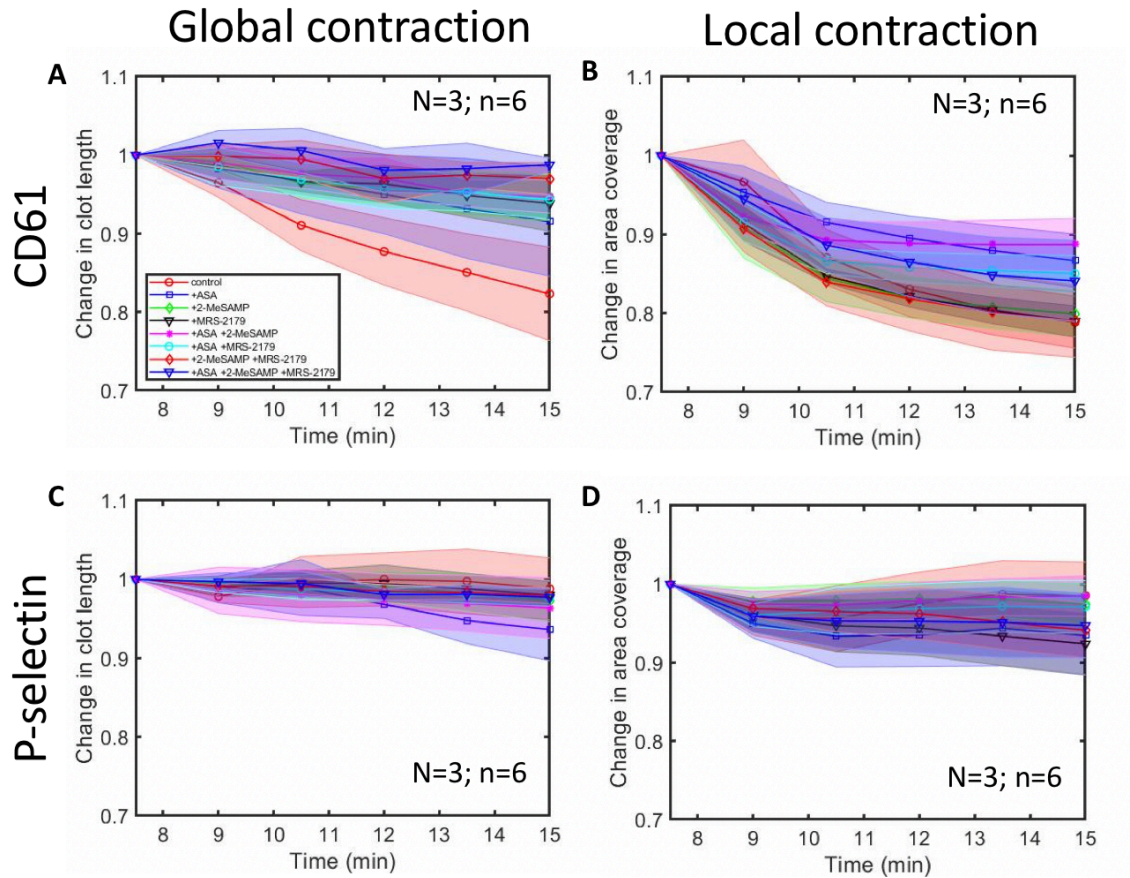 Global contraction
Local contraction
CD61
P-selectin
A
1.1
1
0.9
0.8
0.7
Change in clot length
N=3; n=6
control
+ASA
+2-MeSAMP
+MRS-2179
+ASA +2-MeSAMP
+ASA +MRS-2179
+2-MeSAMP +MRS-2179
+ASA +2-MeSAMP +MRS-2179
8 9 10 11 12 13 14 15
Time (min)
B
1.1
1
0.9
0.8
0.7
Change in area coverage
N=3; n=6
8 9 10 11 12 13 14 15
Time (min)
C
1.1
1
0.9
0.8
0.7
Change in clot length
N=3; n=6
8 9 10 11 12 13 14 15
Time (min)
D
1.1
1
0.9
0.8
0.7
Change in area coverage
N=3; n=6
8 9 10 11 12 13 14 15
Time (min)